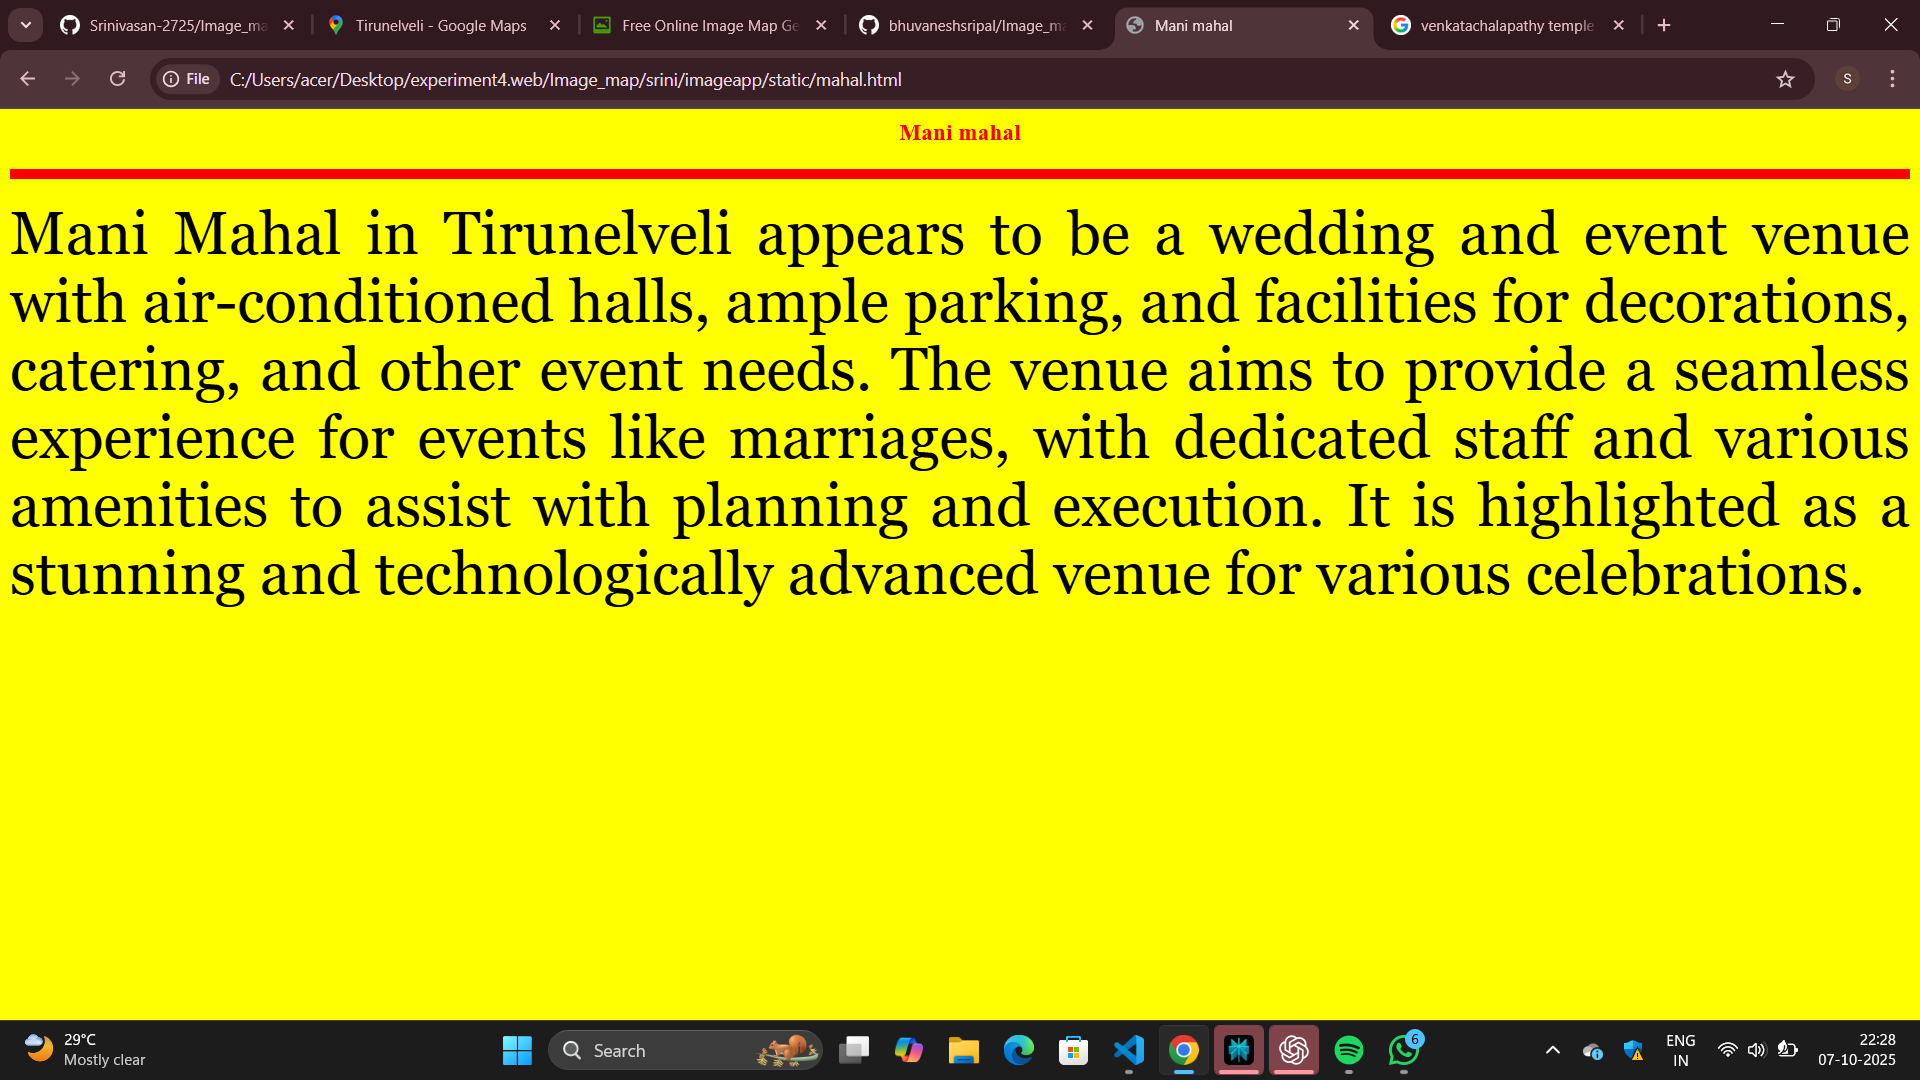 Srinivasan-2725/Image_ma
Tirunelveli - Google Maps
Free Online Image Map Ge
bhuvaneshsripal/Image_ma
Mani mahal
venkatachalapathy temple
File
C:/Users/acer/Desktop/experiment4.web/Image_map/srini/imageapp/static/mahal.html
S
Mani mahal
Mani Mahal in Tirunelveli appears to be a wedding and event venue
with air-conditioned halls, ample parking, and facilities for decorations,
catering, and other event needs. The venue aims to provide a seamless
experience for events like marriages, with dedicated staff and various
amenities to assist with planning and execution. It is highlighted as a
stunning and technologically advanced venue for various celebrations.
29°C
Mostly clear
Search
6
ENG
IN
22:28
07-10-2025